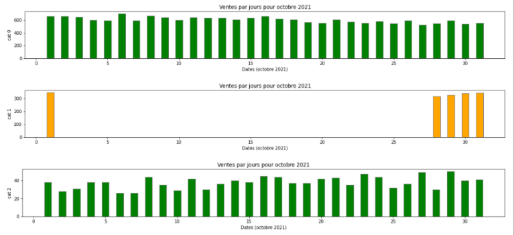 Ventes par jours pour octobre 2021
cat 0
600
400
200
0
0 5 10 15 20 25 30
Dates (octobre 2021)
Ventes par jours pour octobre 2021
cat 1
300
200
100
0
0 5 10 15 20 25 30
Dates (octobre 2021)
Ventes par jours pour octobre 2021
cat 2
40
20
0
0 5 10 15 20 25 30
Dates (octobre 2021)